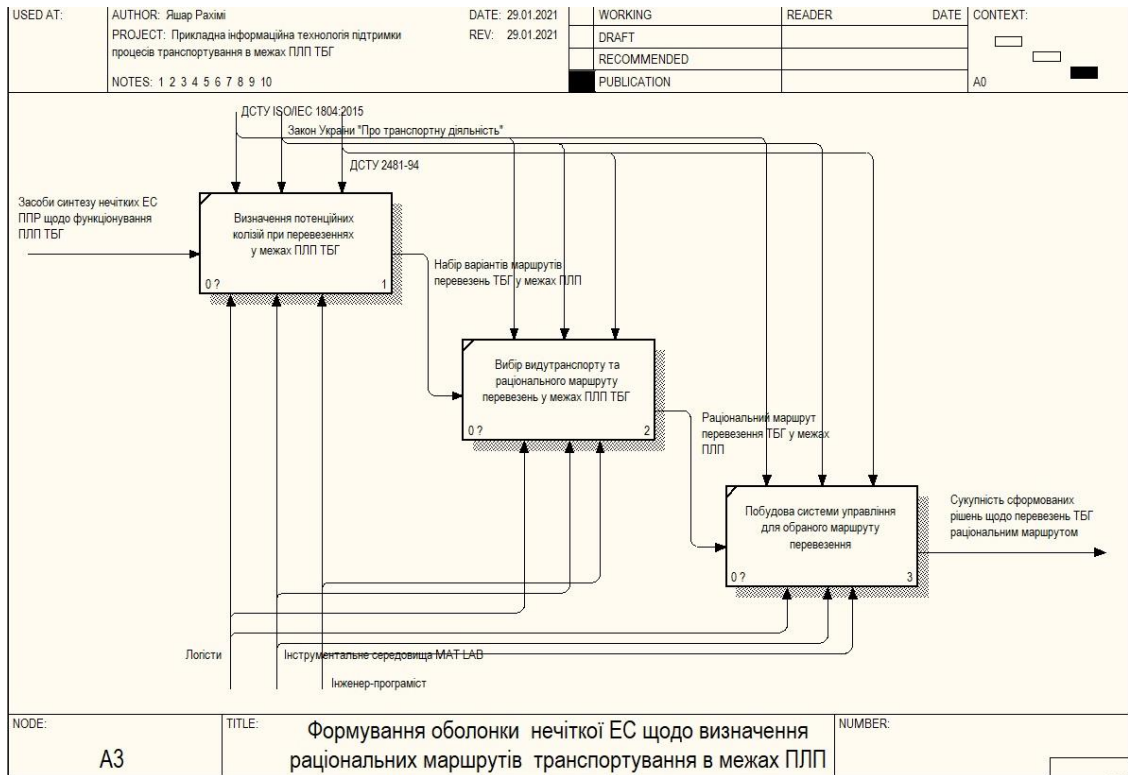 USED AT:
AUTHOR: Яшар Рахімі
DATE: 29.01.2021
WORKING
READER
DATE
CONTEXT:
PROJECT: Прикладна інформаційна технологія підтримки
REV: 29.01.2021
DRAFT
процесів транспортування в межах ПЛП ТБГ
RECOMMENDED
NOTES: 1 2 3 4 5 6 7 8 9 10
PUBLICATION
A0
ДСТУ ISO/IEC 1804:2015
Закон України "Про транспортну діяльність"
ДСТУ 2481-94
Засоби синтезу нечітких ЕС
ППР щодо функціонування
ПЛП ТБГ
Визначення потенційних
колізій при перевезеннях
у межах ПЛП ТБГ
0 ?
1
Набір варіантів маршрутів
перевезень ТБГ у межах ПЛП
Вибір видутранспорту та
раціонального маршруту
перевезень у межах ПЛП ТБГ
0 ?
2
Раціональний маршрут
перевезення ТБГ у межах
ПЛП
Побудова системи управління
для обраного маршруту
перевезення
0 ?
3
Сукупність сформованих
рішень щодо перевезень ТБГ
раціональним маршрутом
Логісти
Інструментальне середовища MAT LAB
Інженер-програміст
NODE:
A3
TITLE:
Формування оболонки нечіткої ЕС щодо визначення
раціональних маршрутів транспортування в межах ПЛП
NUMBER: